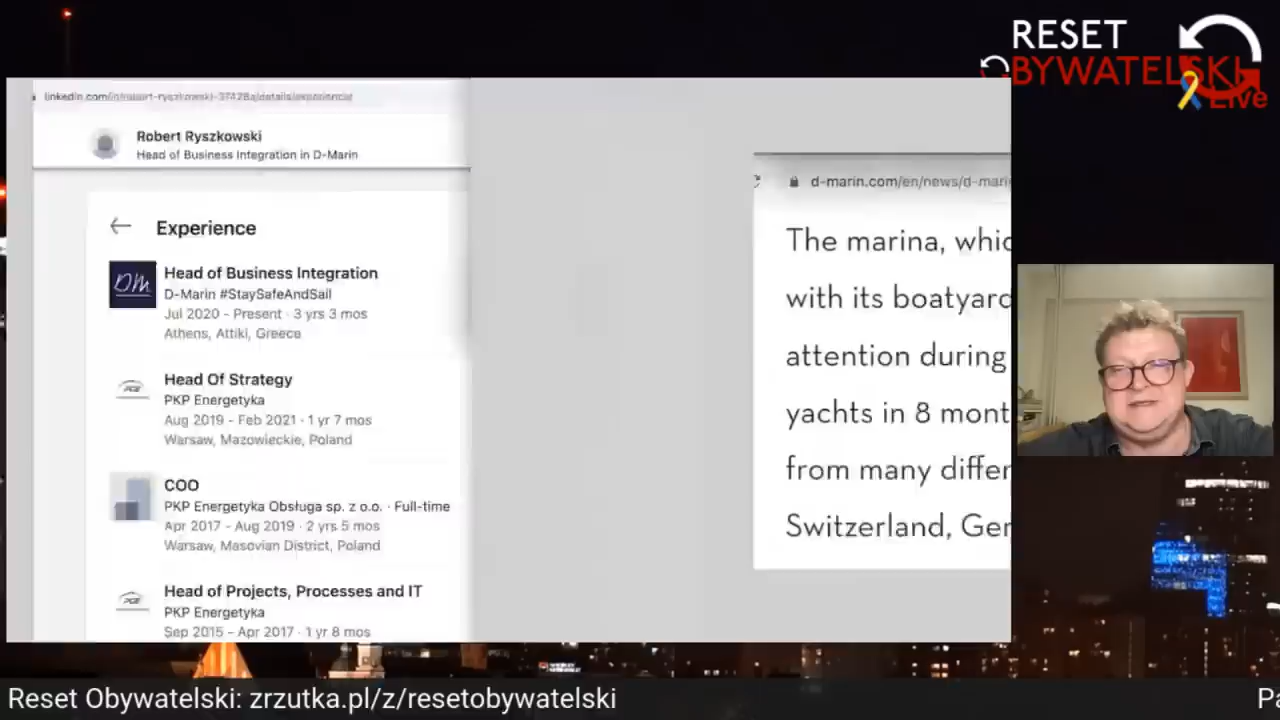 RESET
OBYWATELSKI
Live
Robert Ryszkowski
Head of Business Integration in D-Marin
Experience
DM
Head of Business Integration
D-Marin #StaySafeAndSail
Jul 2020 - Present · 3 yrs 3 mos
Athens, Attiki, Greece
Head Of Strategy
PKP Energetyka
Aug 2019 - Feb 2021 · 1 yr 7 mos
Warsaw, Mazowieckie, Poland
COO
PKP Energetyka Obsługa sp. z o.o. · Full-time
Apr 2017 - Aug 2019 · 2 yrs 5 mos
Warsaw, Masovian District, Poland
Head of Projects, Processes and IT
PKP Energetyka
Sep 2015 - Apr 2017 · 1 yr 8 mos
d-marin.com/en/news/d-mari
The marina, whic
with its boatyard
attention during
yachts in 8 mont
from many differ
Switzerland, Ger
Reset Obywatelski: zrzutka.pl/z/resetobywatelski
Pa